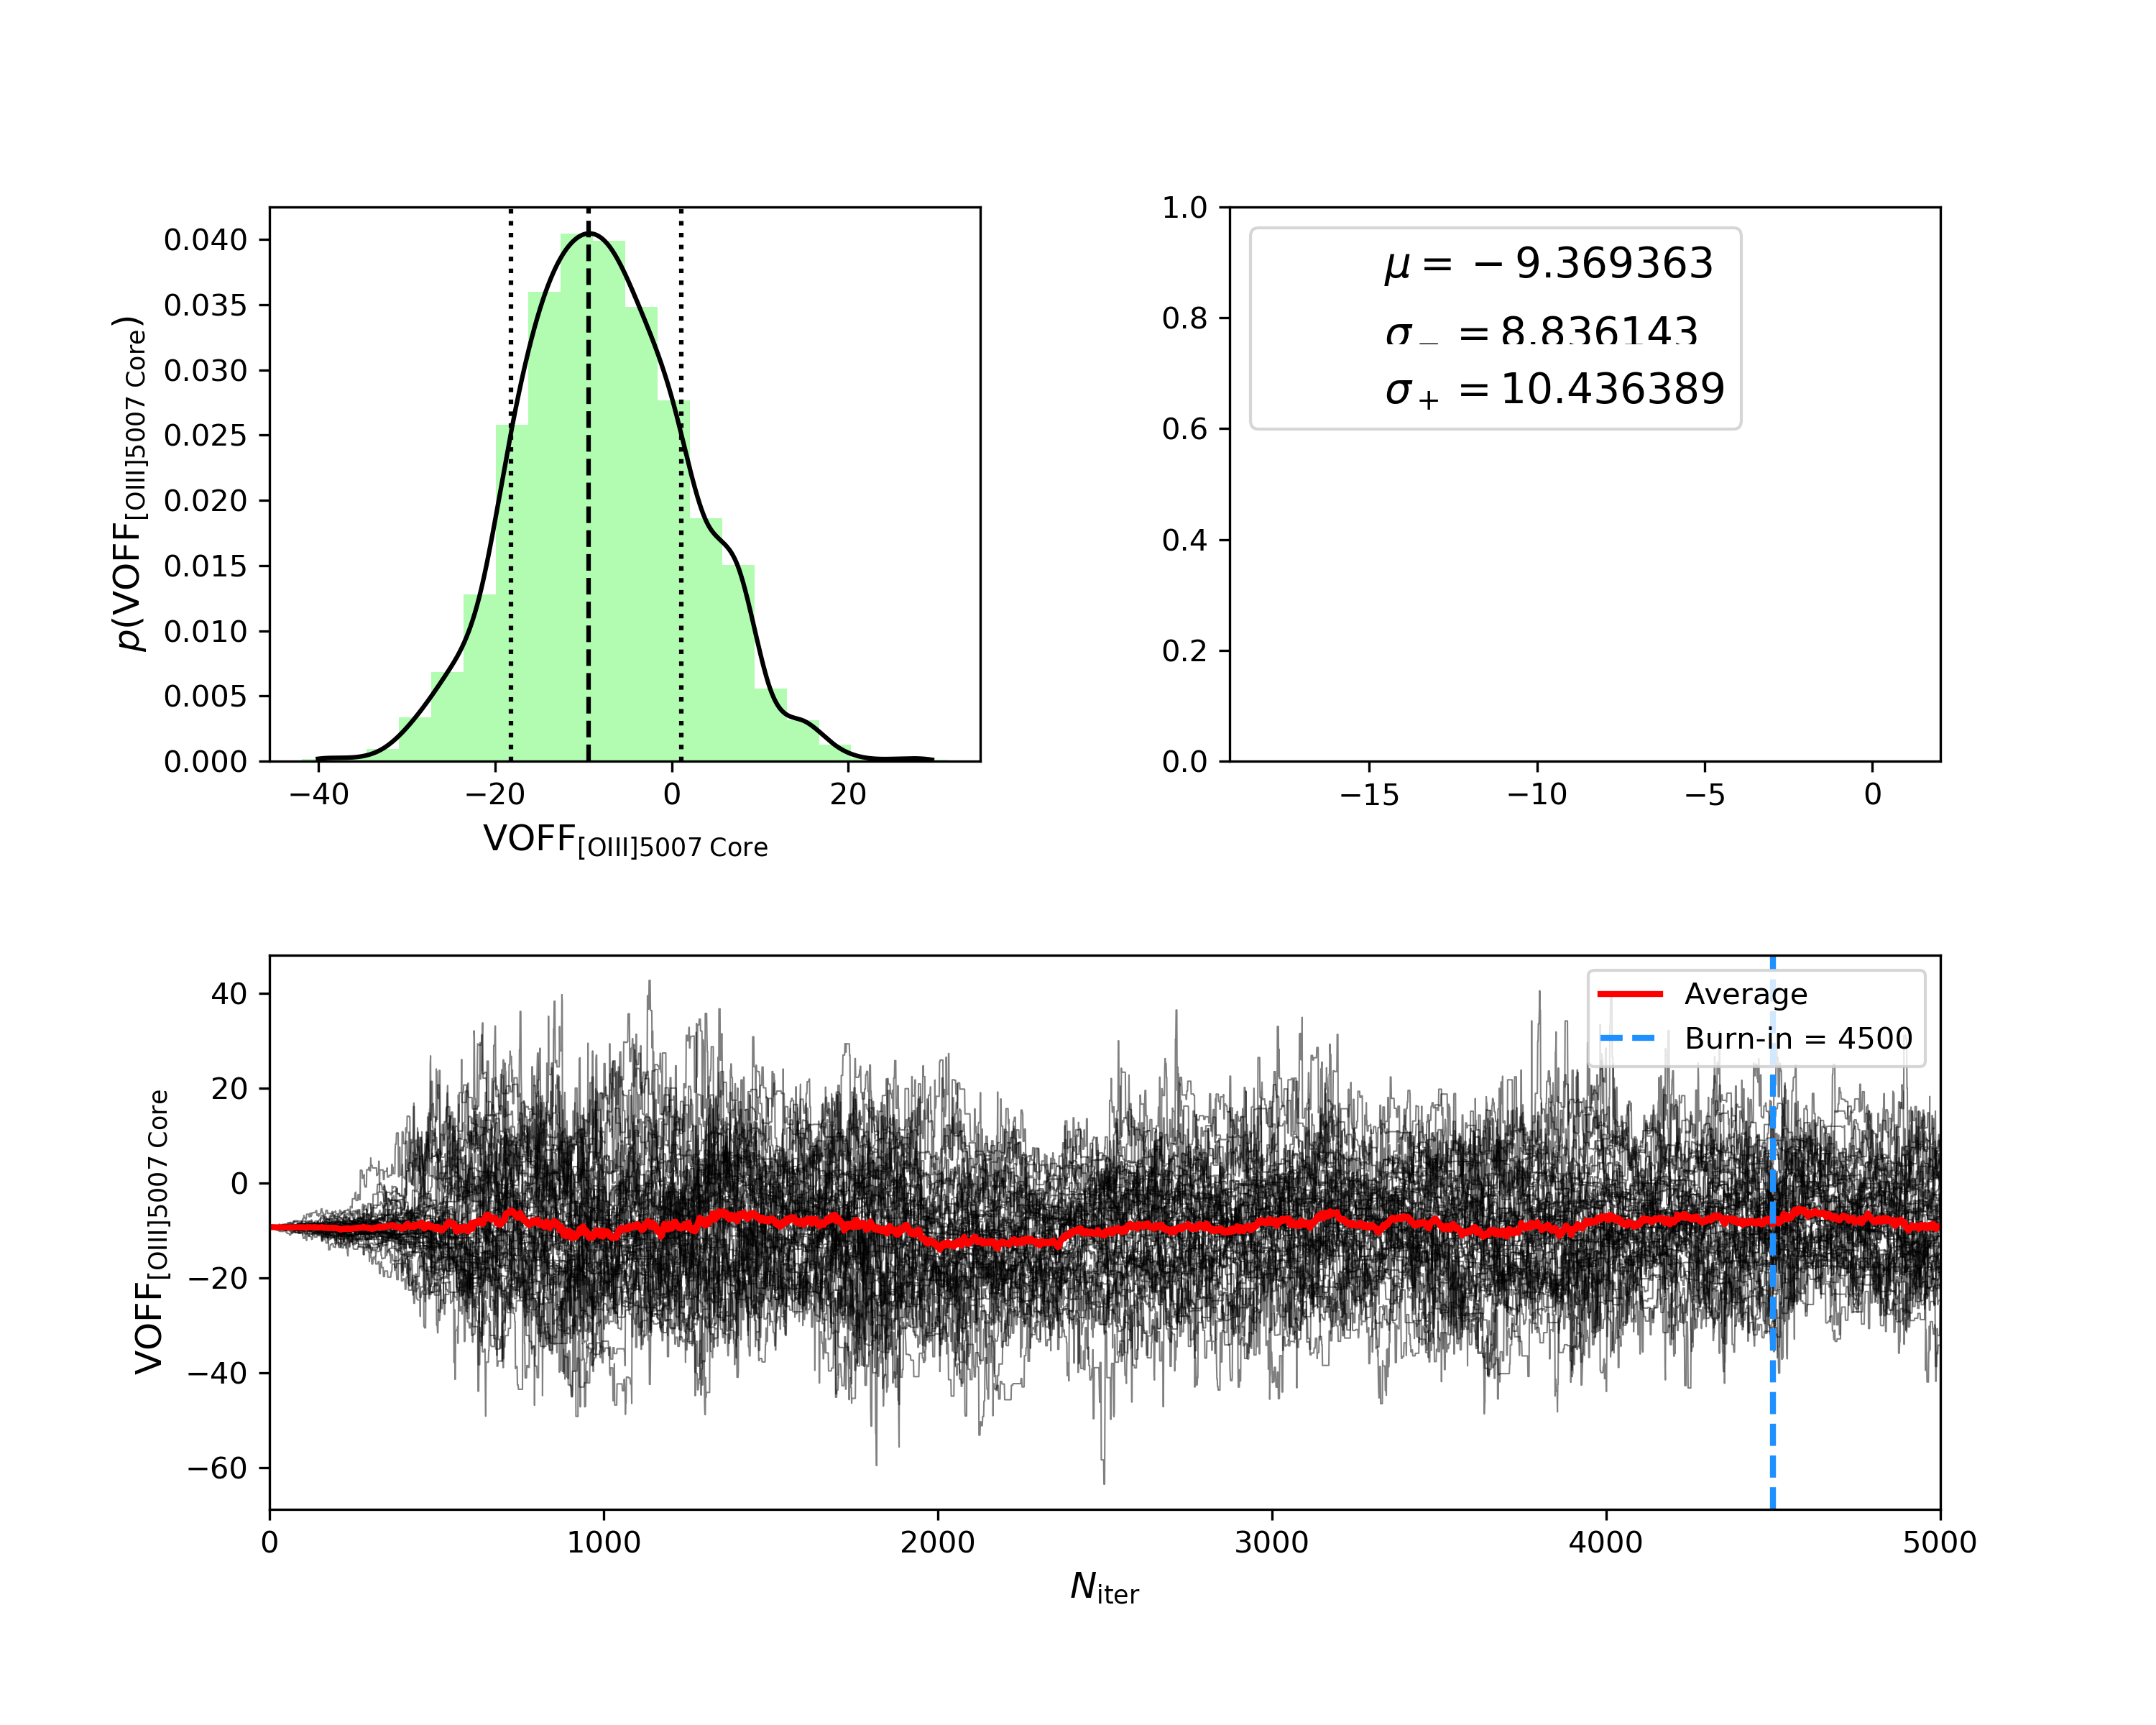 0.040
0.035
0.030
0.025
0.020
0.015
0.010
0.005
0.000
−40 −20 0 20
p(VOFF[OIII]5007 Core)
VOFF[OIII]5007 Core
1.0
0.8
0.6
0.4
0.2
0.0
−15 −10 −5 0
μ = −9.369363
σ− = 8.836143
σ+ = 10.436389
40
20
0
−20
−40
−60
VOFF[OIII]5007 Core
Average
Burn-in = 4500
0 1000 2000 3000 4000 5000
Niter